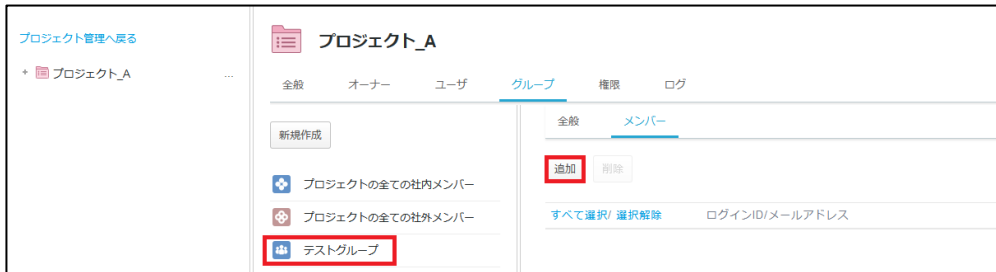 プロジェクト管理へ戻る
プロジェクト_A
...
プロジェクト_A
全般 オーナー ユーザ グループ 権限 ログ
新規作成
プロジェクトの全ての社内メンバー
プロジェクトの全ての社外メンバー
テストグループ
全般 メンバー
追加 削除
すべて選択/ 選択解除 ログインID/メールアドレス